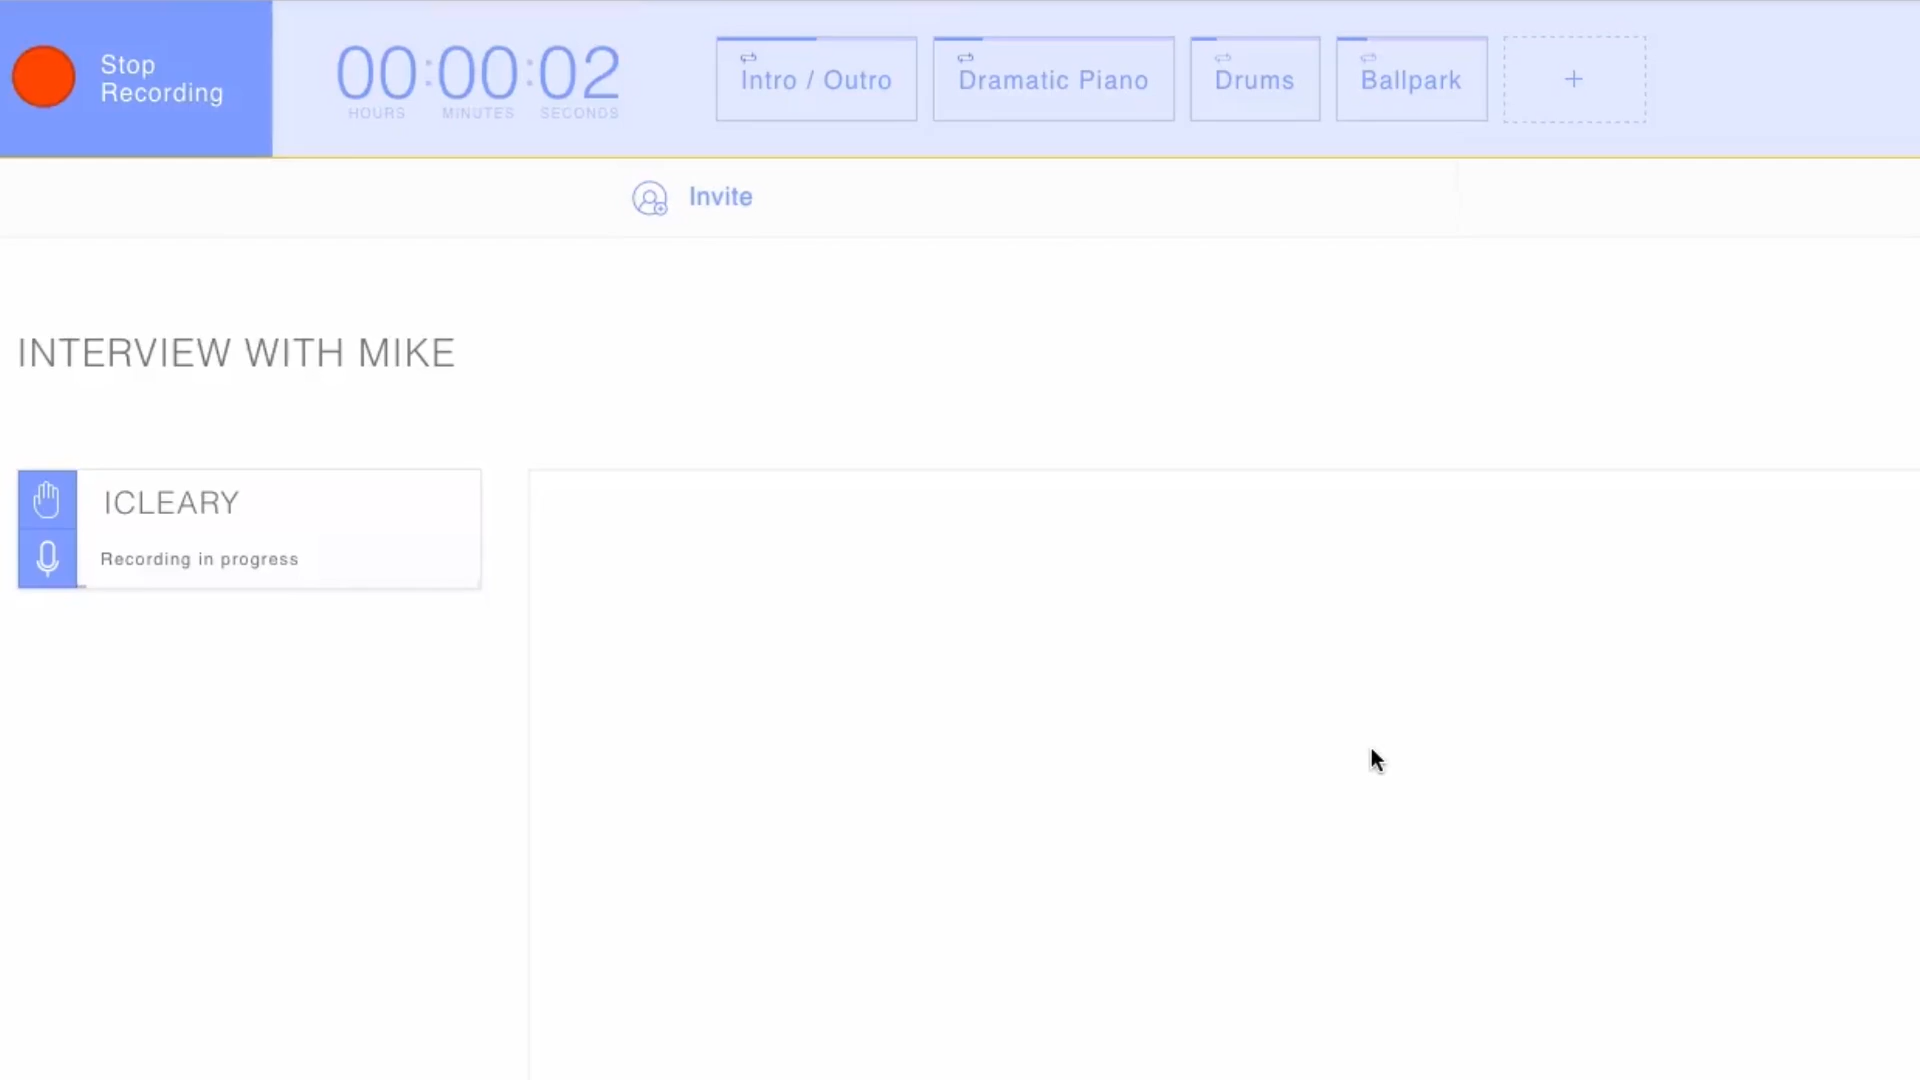 Stop
Recording
00:00:02
HOURS MINUTES SECONDS
Intro / Outro
Dramatic Piano
Drums
Ballpark
+
Invite
INTERVIEW WITH MIKE
ICLEARY
Recording in progress